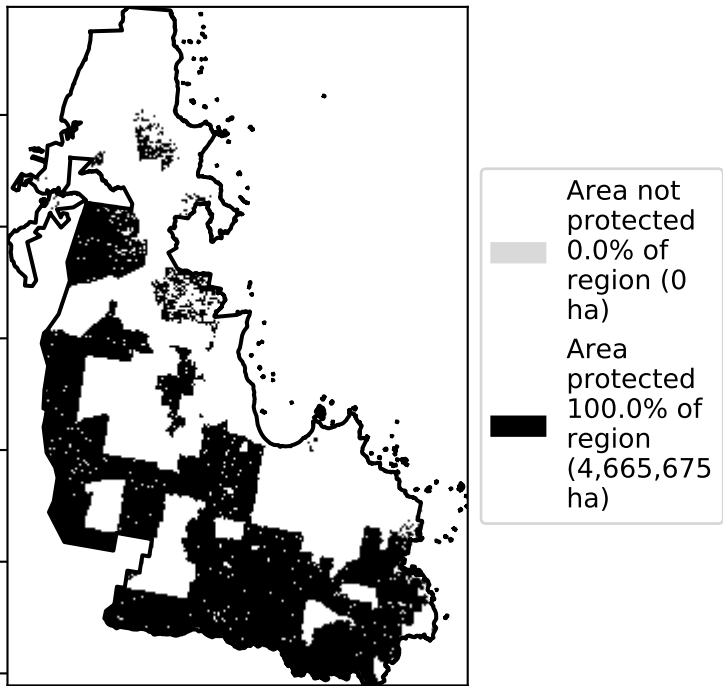 Area not
protected
0.0% of
region (0
ha)
Area
protected
100.0% of
region
(4,665,675
ha)